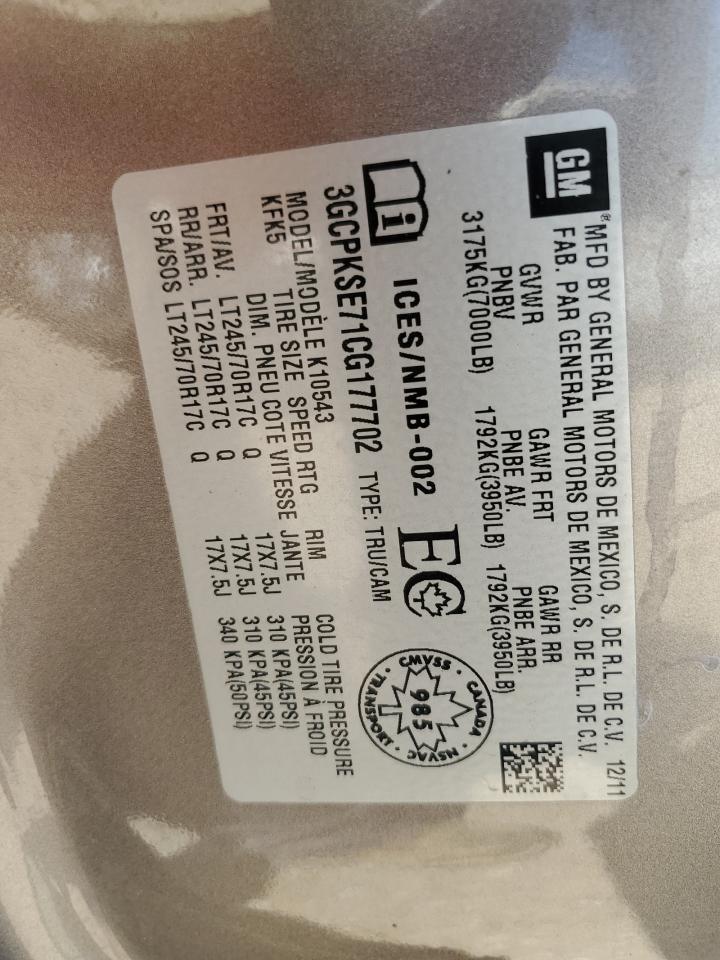 GM
® MFD BY GENERAL MOTORS DE MEXICO, S. DE R.L. DE C.V. 12/11
FAB. PAR GENERAL MOTORS DE MEXICO, S. DE R.L. DE C.V.
GVWR GAWR FRT GAWR RR
PNBV PNBE AV. PNBE ARR.
3175KG(7000LB) 1792KG(3950LB) 1792KG(3950LB)
i ICES/NMB-002 EC
CMVSS · CANADA · NSVAC · TRANSPORT ·
985
3GCPKSE71CG177702 TYPE: TRU/CAM
MODEL/MODÈLE K10543
KFK5 TIRE SIZE SPEED RTG RIM COLD TIRE PRESSURE
DIM. PNEU COTE VITESSE JANTE PRESSION À FROID
FRT/AV. LT245/70R17C Q 17X7.5J 310 KPA(45PSI)
RR/ARR. LT245/70R17C Q 17X7.5J 310 KPA(45PSI)
SPA/SOS LT245/70R17C Q 17X7.5J 340 KPA(50PSI)